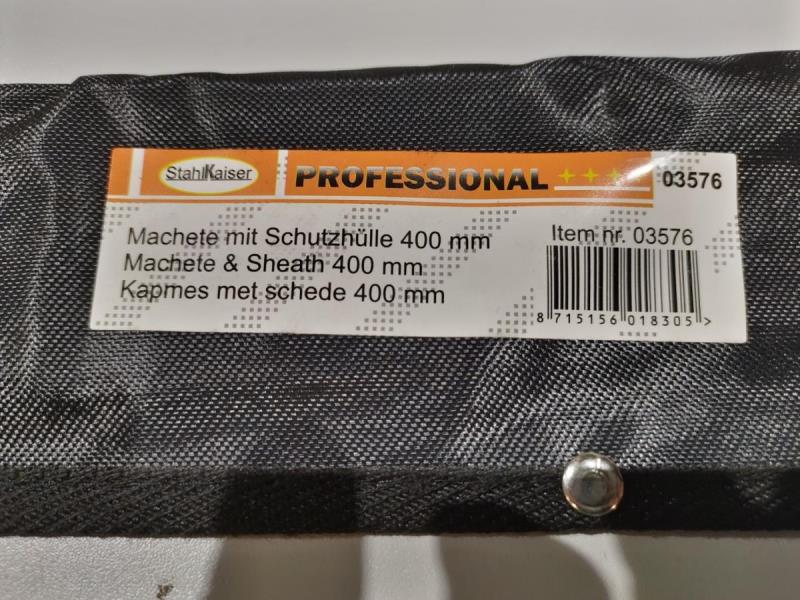 StahlKaiser
PROFESSIONAL
03576
Machete mit Schutzhülle 400 mm
Machete & Sheath 400 mm
Kapmes met schede 400 mm
Item nr. 03576
8 715156 018305 >